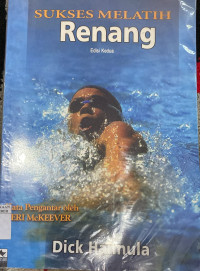 SUKSES MELATIH
Renang
Edisi Kedua
Kata Pengantar oleh
TERI McKEEVER
Dick Hannula